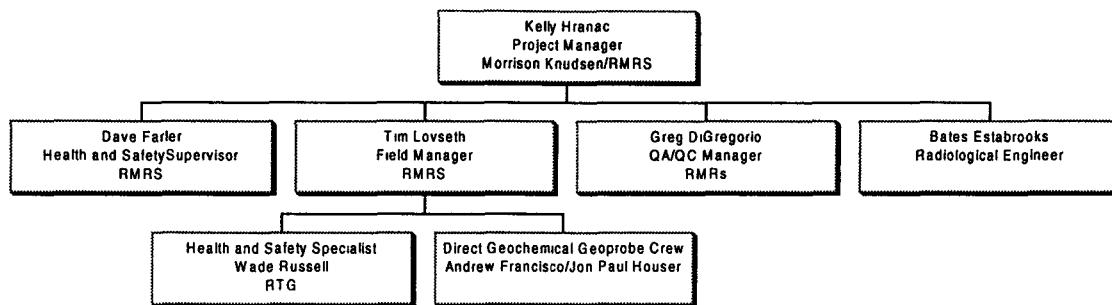 Kelly Hranac
Project Manager
Morrison Knudsen/RMRS
Dave Farler
Health and SafetySupervisor
RMRS
Tim Lovseth
Field Manager
RMRS
Greg DiGregorio
QA/QC Manager
RMRs
Bates Estabrooks
Radiological Engineer
Health and Safety Specialist
Wade Russell
RTG
Direct Geochemical Geoprobe Crew
Andrew Francisco/Jon Paul Houser